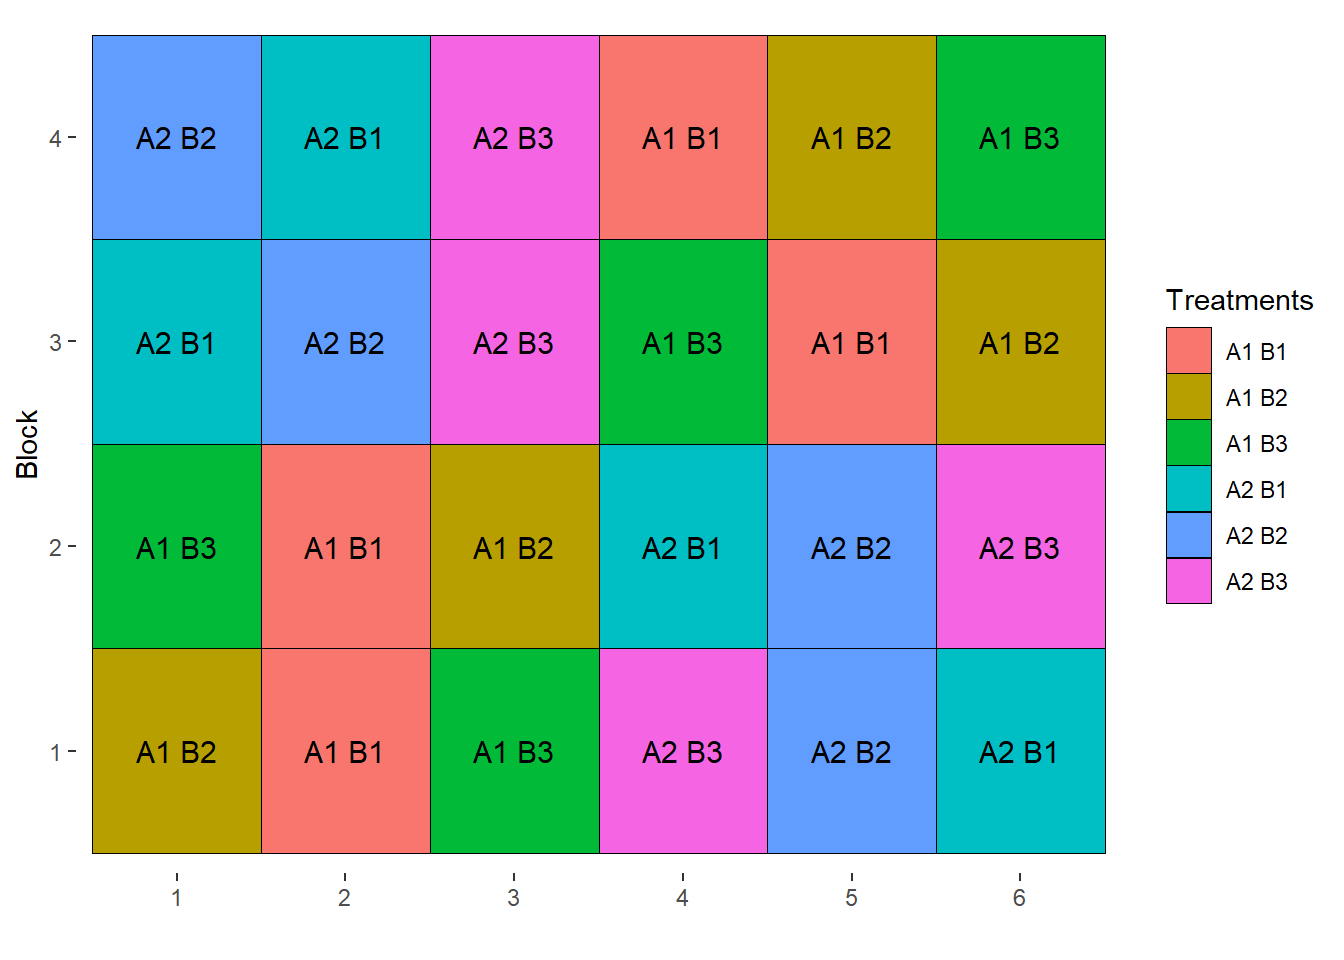 4
A2 B2 A2 B1 A2 B3 A1 B1 A1 B2 A1 B3
3
A2 B1 A2 B2 A2 B3 A1 B3 A1 B1 A1 B2
Block
2
A1 B3 A1 B1 A1 B2 A2 B1 A2 B2 A2 B3
1
A1 B2 A1 B1 A1 B3 A2 B3 A2 B2 A2 B1
1 2 3 4 5 6
Treatments
A1 B1
A1 B2
A1 B3
A2 B1
A2 B2
A2 B3